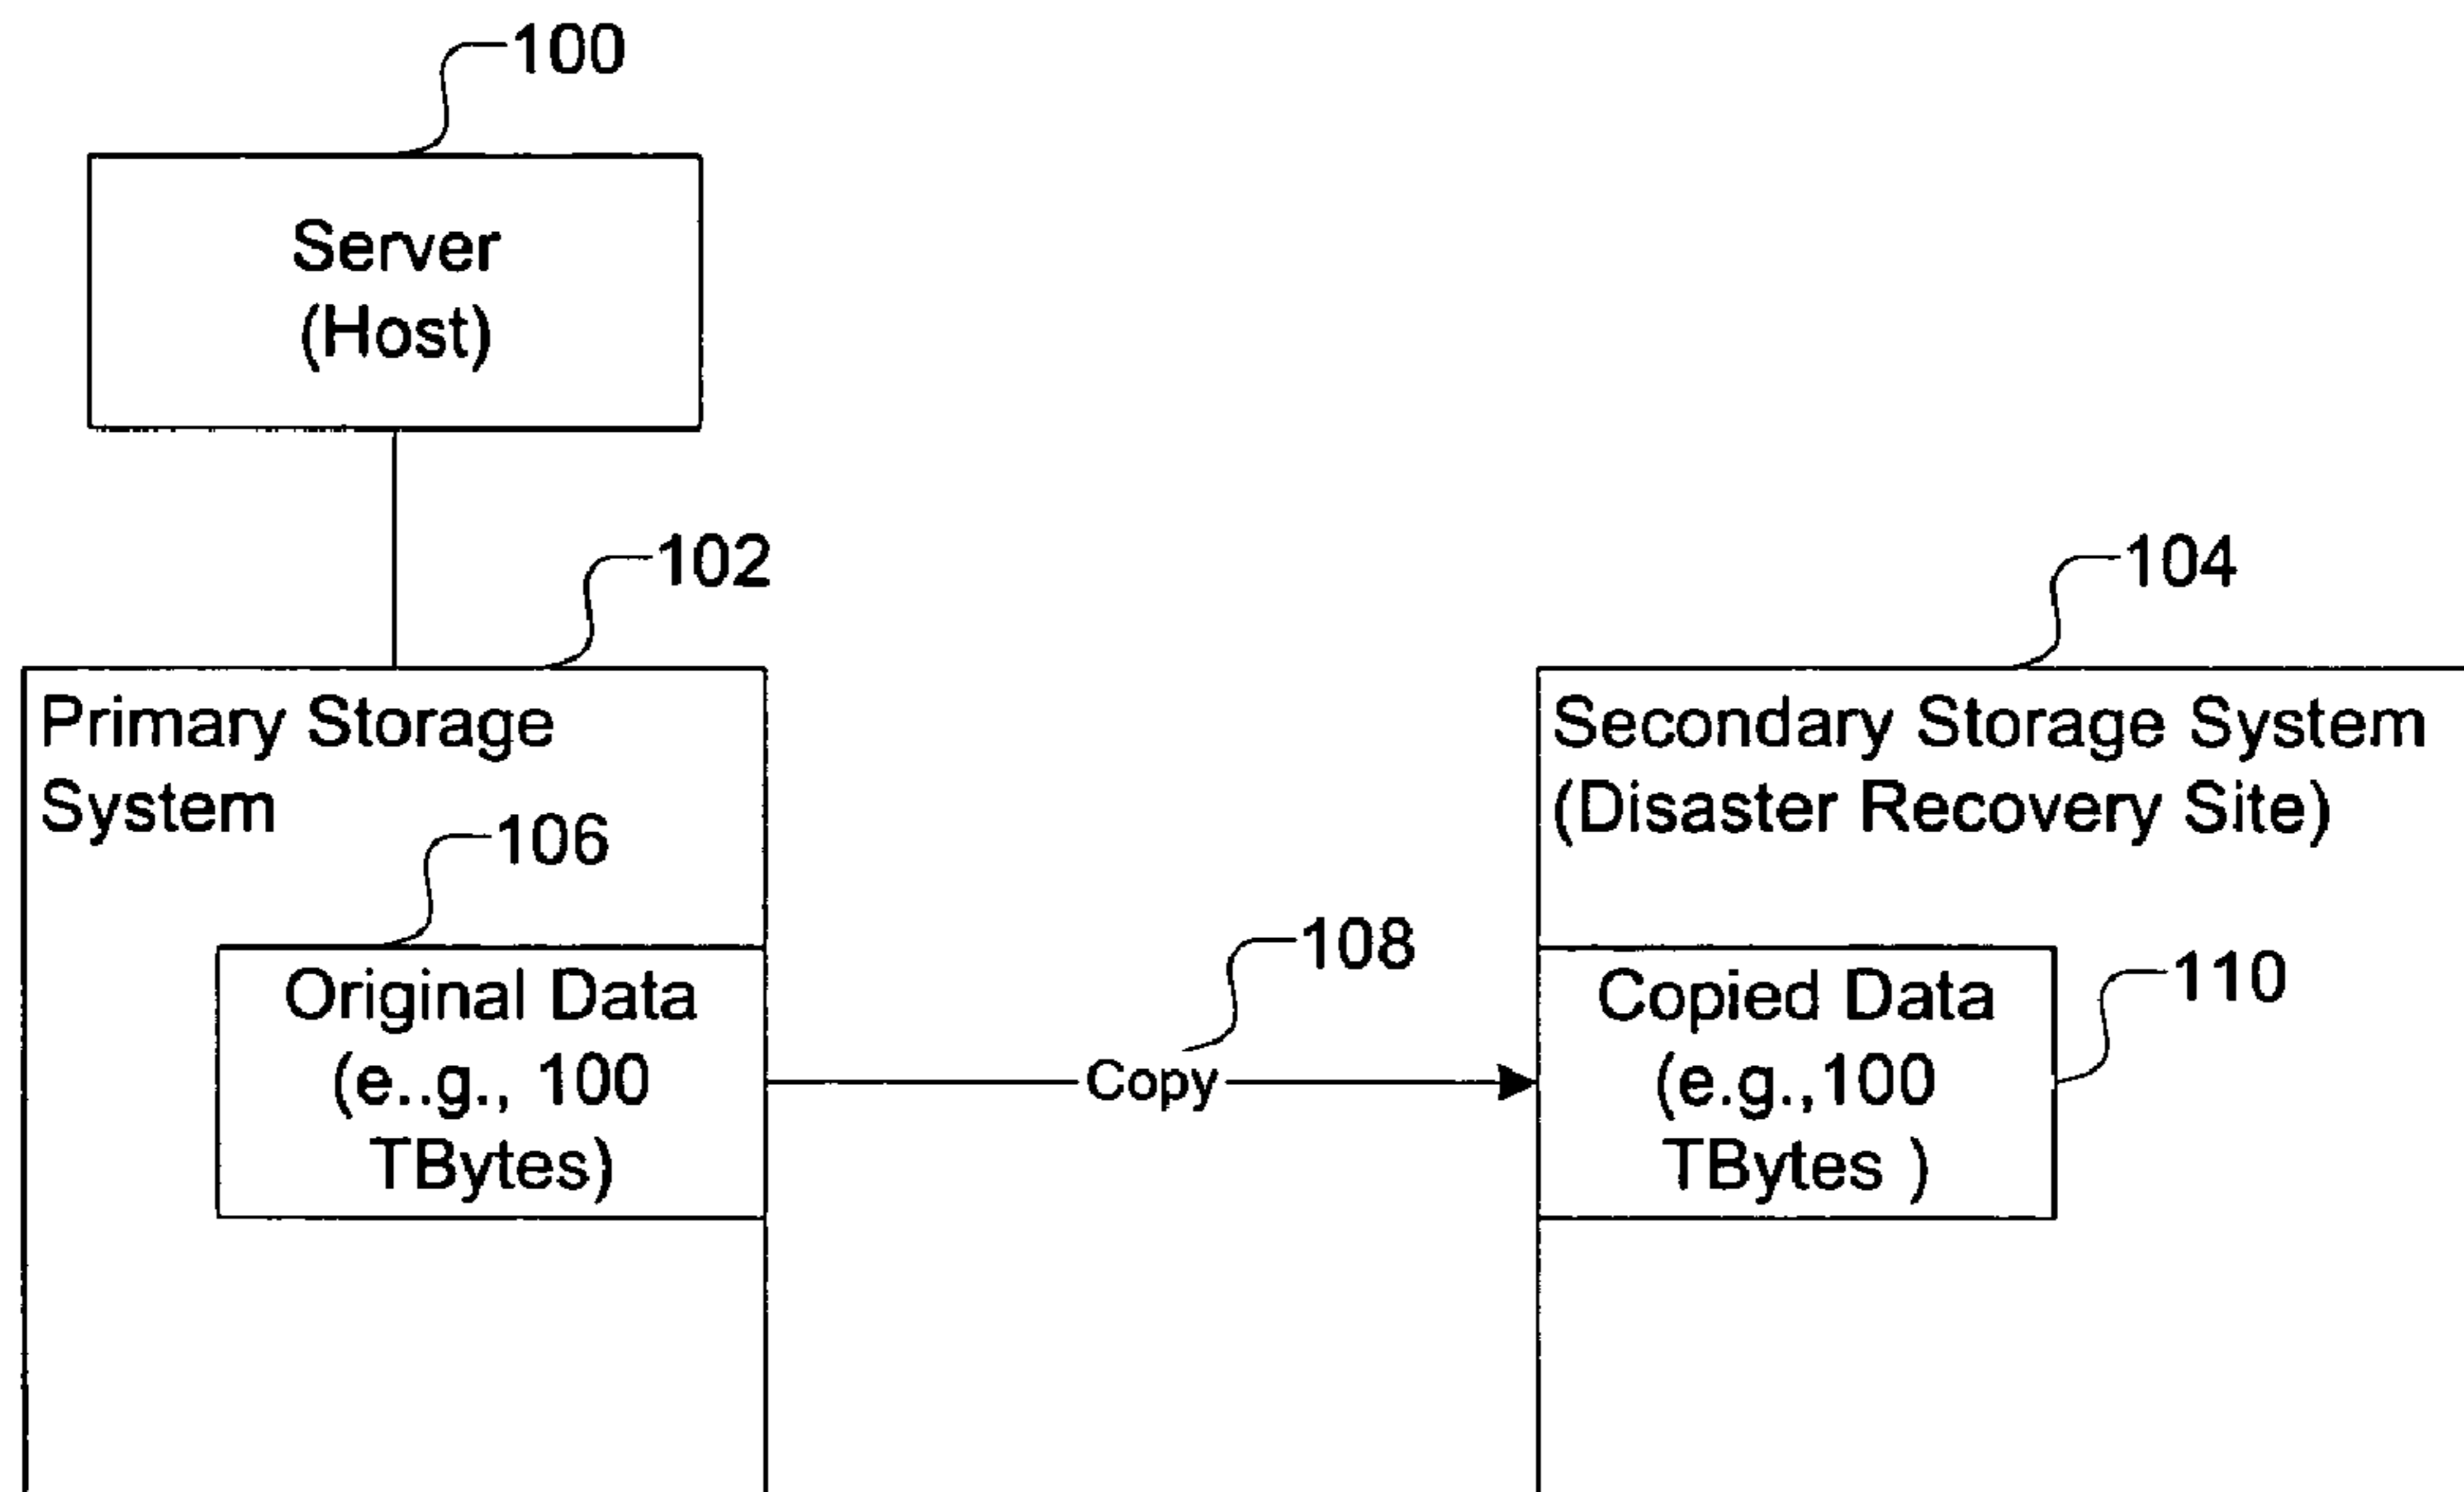 100
Server
(Host)
102
104
Primary Storage
System
Secondary Storage System
(Disaster Recovery Site)
106
108
Original Data
(e..g., 100
TBytes)
Copy
Copied Data
(e.g.,100
TBytes )
110